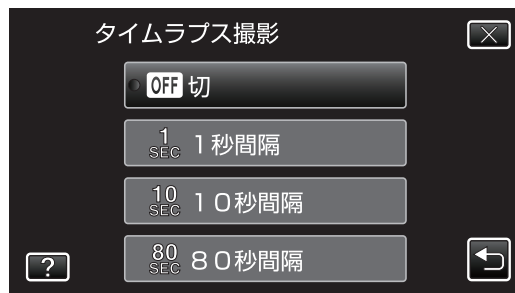 タイムラプス撮影
OFF 切
1 SEC １秒間隔
10 SEC １０秒間隔
80 SEC ８０秒間隔
?